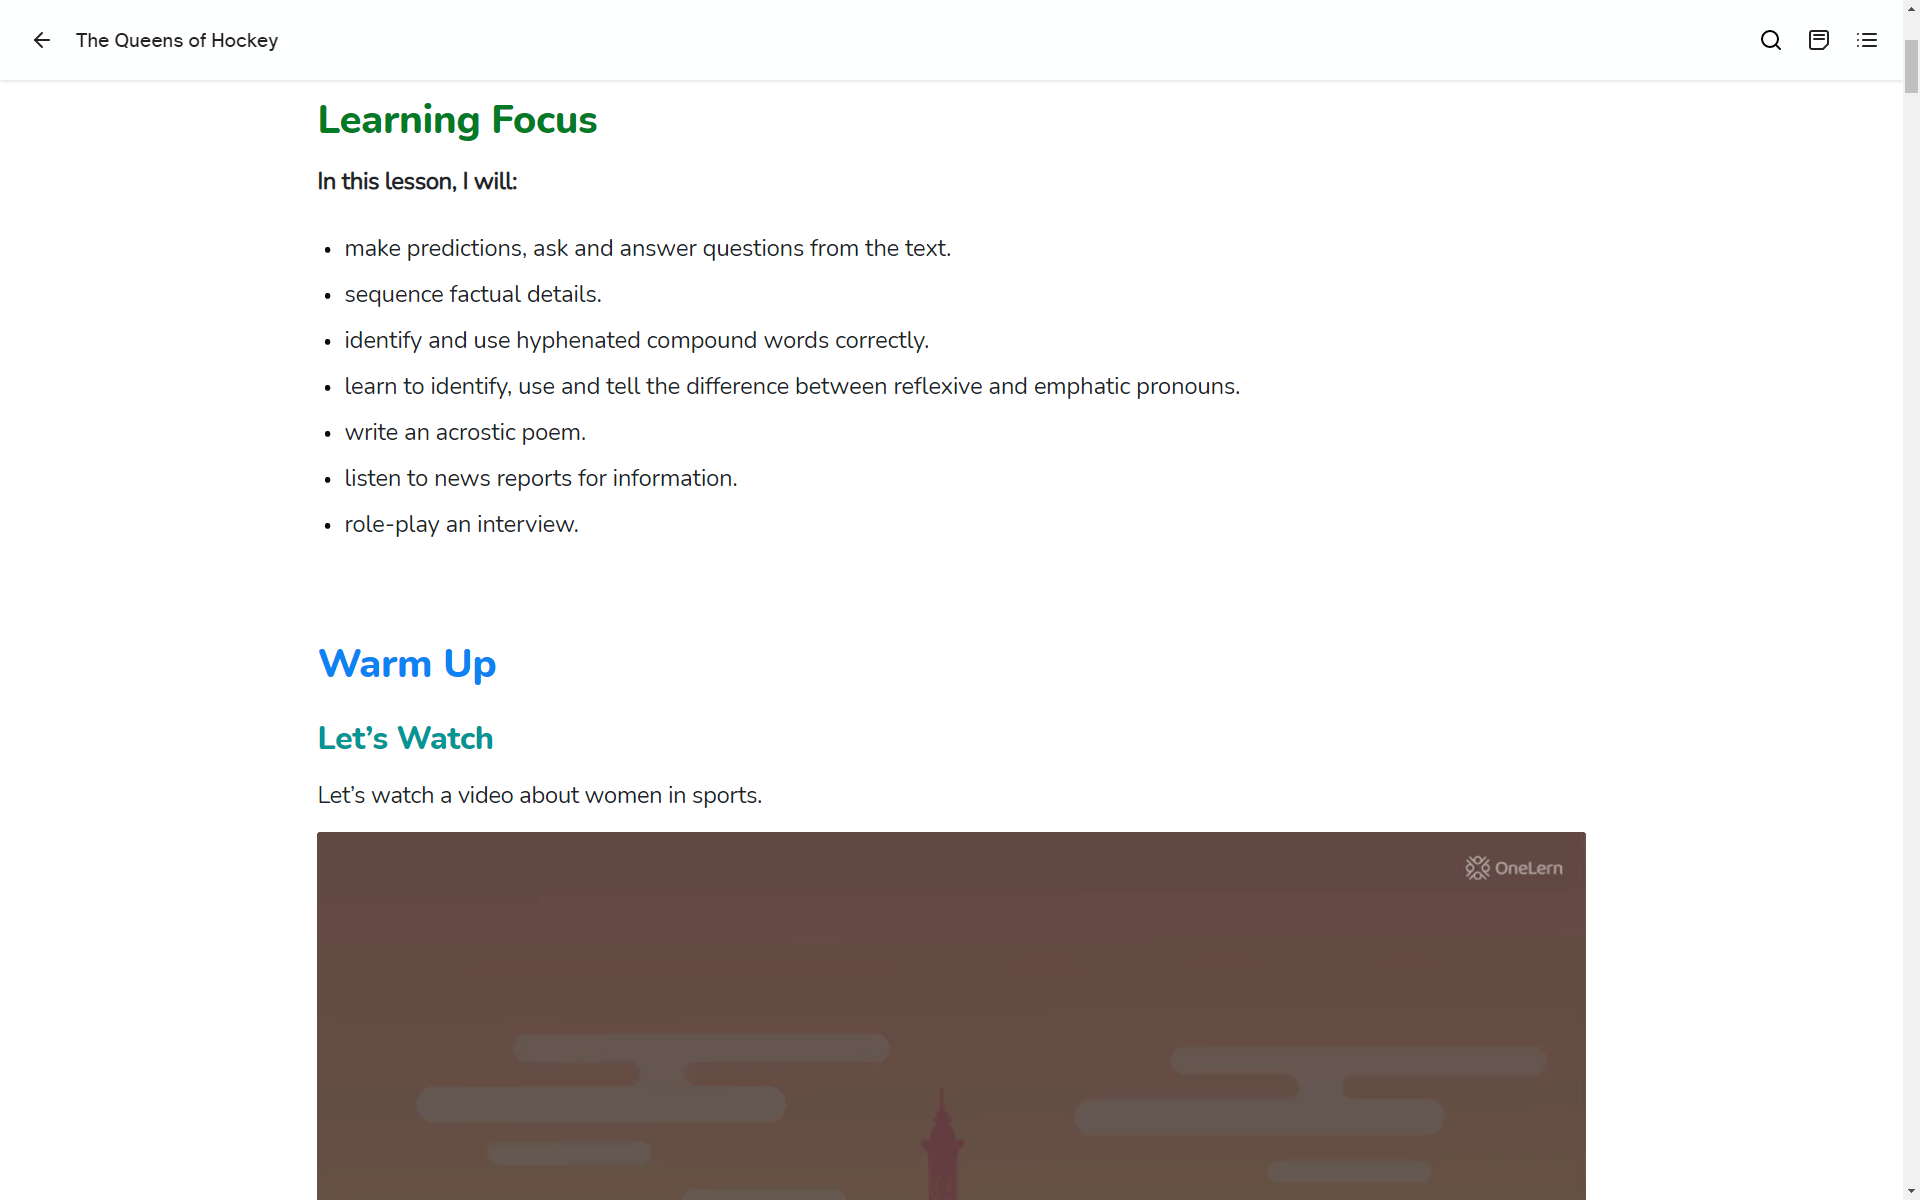 The Queens of Hockey
Learning Focus
In this lesson, I will:
• make predictions, ask and answer questions from the text.
• sequence factual details.
• identify and use hyphenated compound words correctly.
• learn to identify, use and tell the difference between reflexive and emphatic pronouns.
• write an acrostic poem.
• listen to news reports for information.
• role-play an interview.
Warm Up
Let’s Watch
Let’s watch a video about women in sports.
OneLern